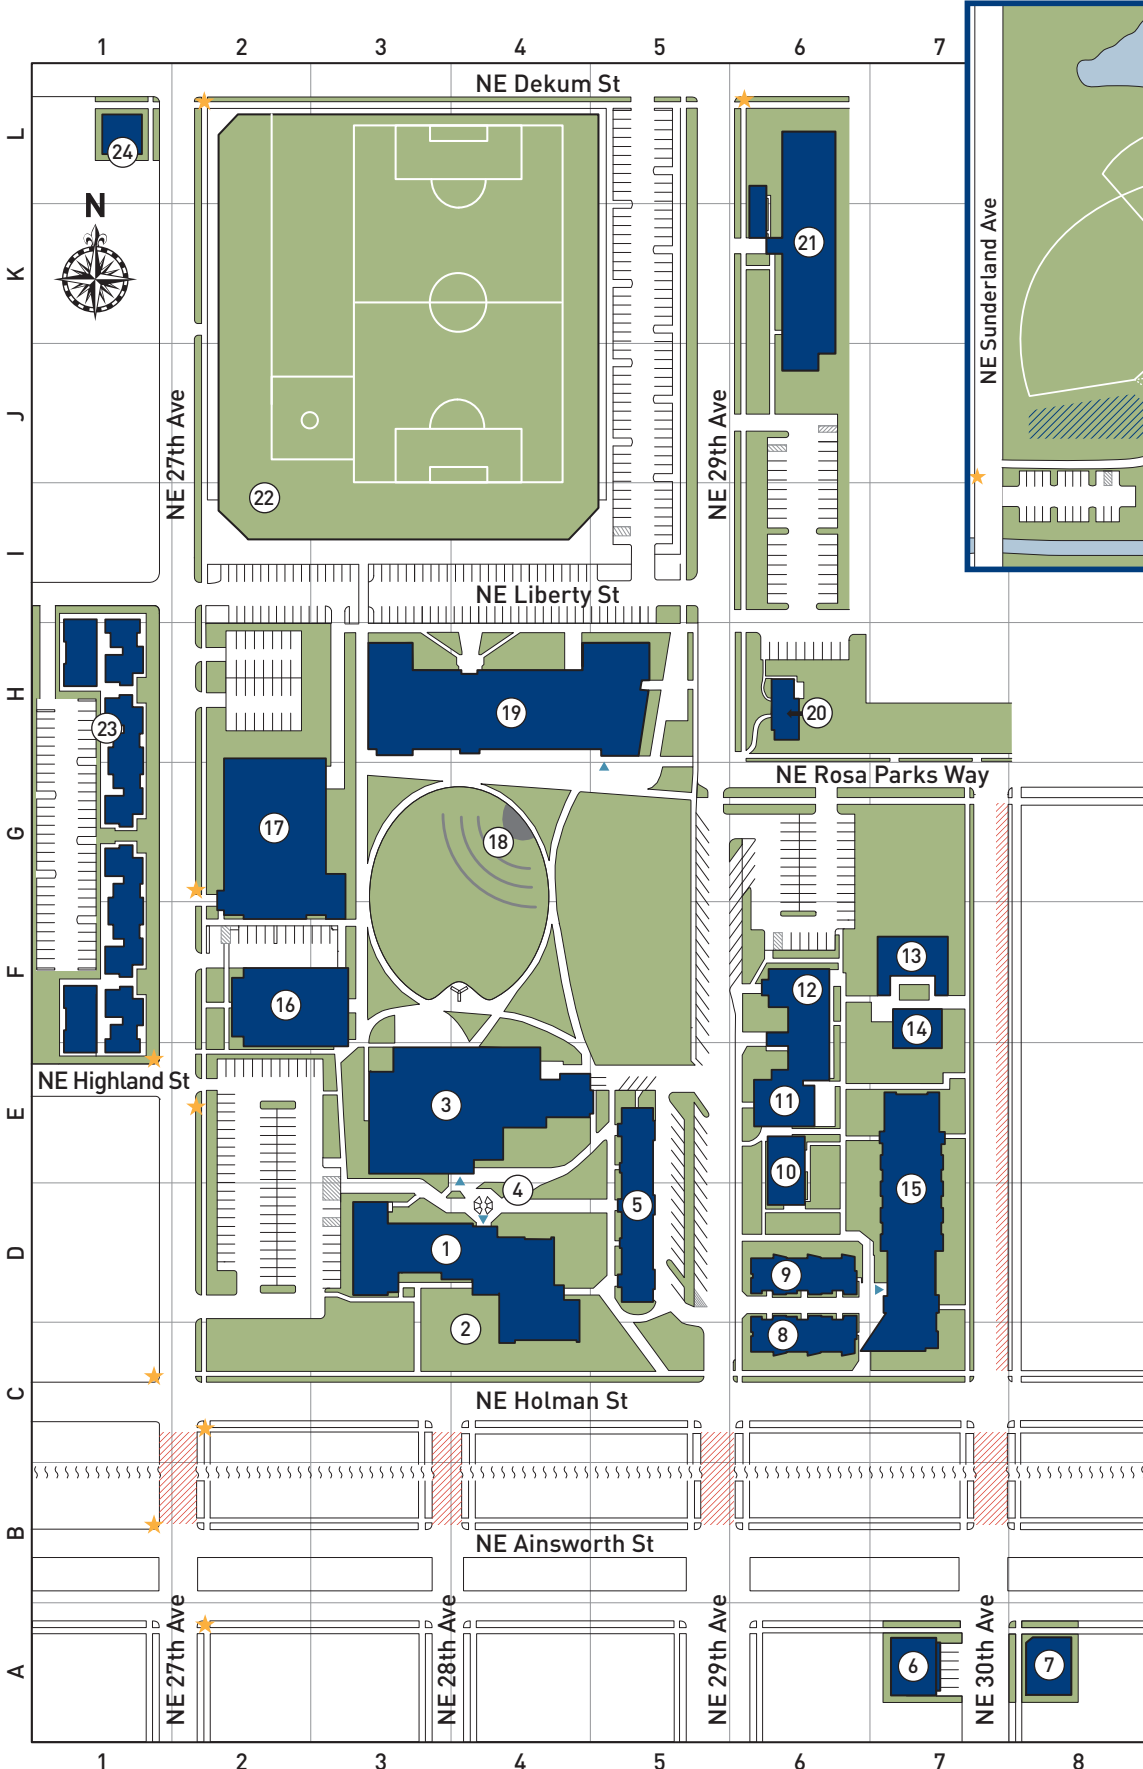 1 2 3 4 5 6 7
NE Dekum St
L
24
N
K
21
NE Sunderland Ave
J
NE 27th Ave
NE 29th Ave
22
I
NE Liberty St
H
23
19
20
NE Rosa Parks Way
G
17
18
F
13
12
16
14
NE Highland St
E
3
11
10
4
15
5
D
1
9
2
8
C
NE Holman St
B
NE Ainsworth St
NE 27th Ave
NE 28th Ave
NE 29th Ave
NE 30th Ave
A
6
7
1 2 3 4 5 6 7 8